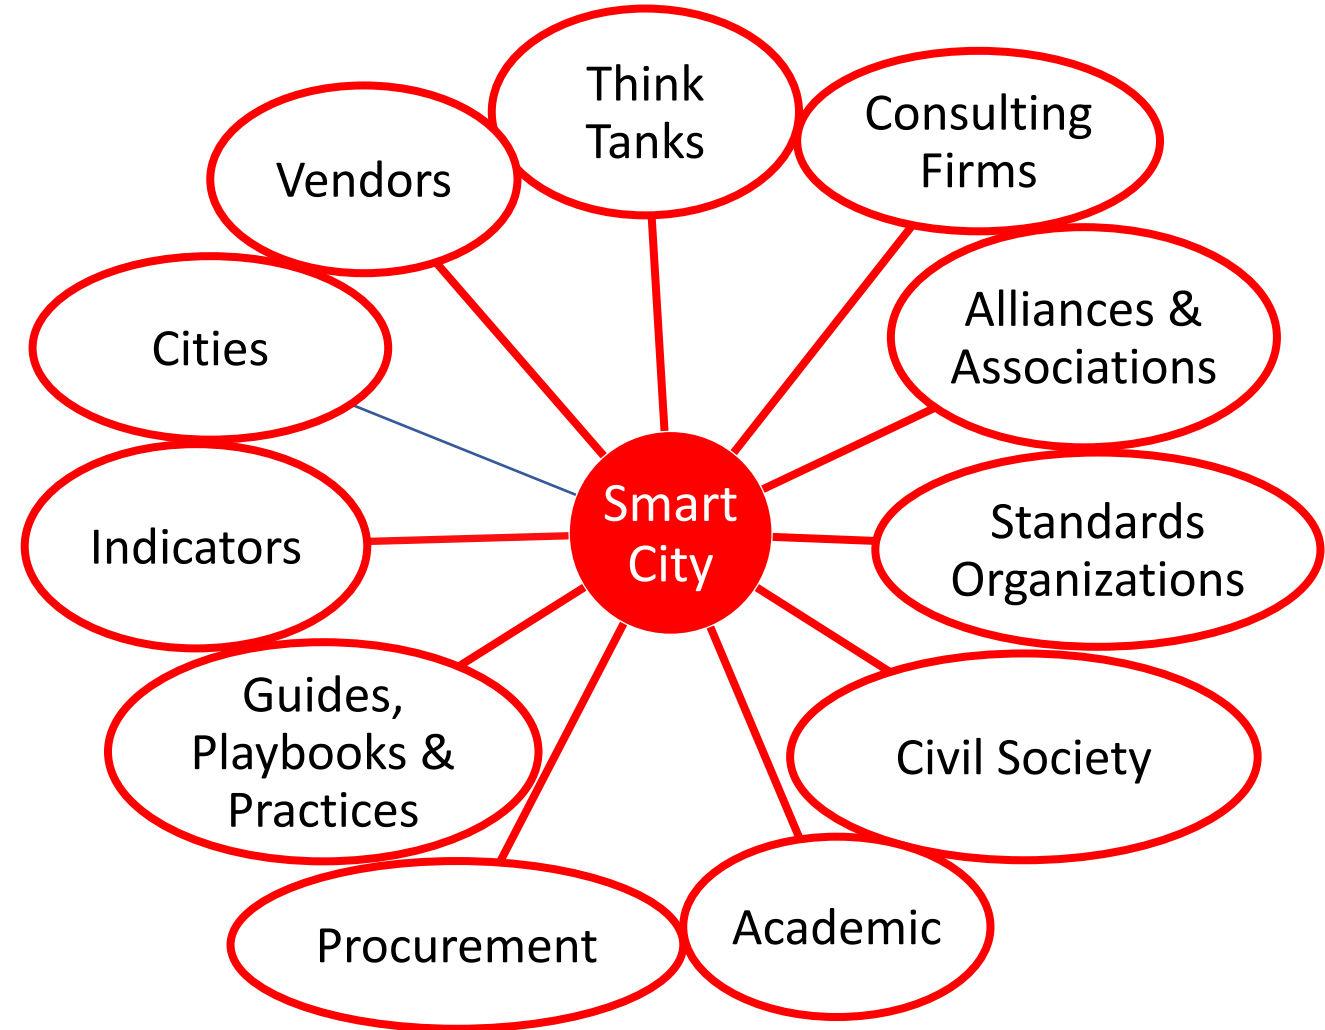 Think
Tanks
Consulting
Firms
Vendors
Alliances &
Associations
Cities
Smart
City
Standards
Organizations
Indicators
Guides,
Playbooks &
Practices
Civil Society
Academic
Procurement